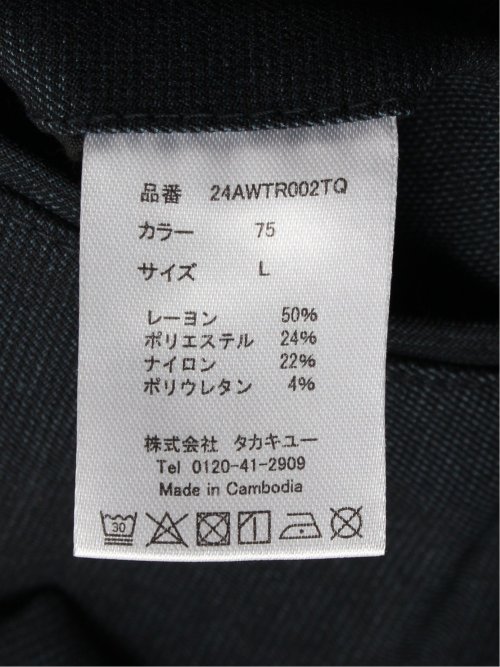 品番 24AWTR002TQ
カラー 75
サイズ L
レーヨン 50%
ポリエステル 24%
ナイロン 22%
ポリウレタン 4%
株式会社 タカキユー
Tel 0120-41-2909
Made in Cambodia
30